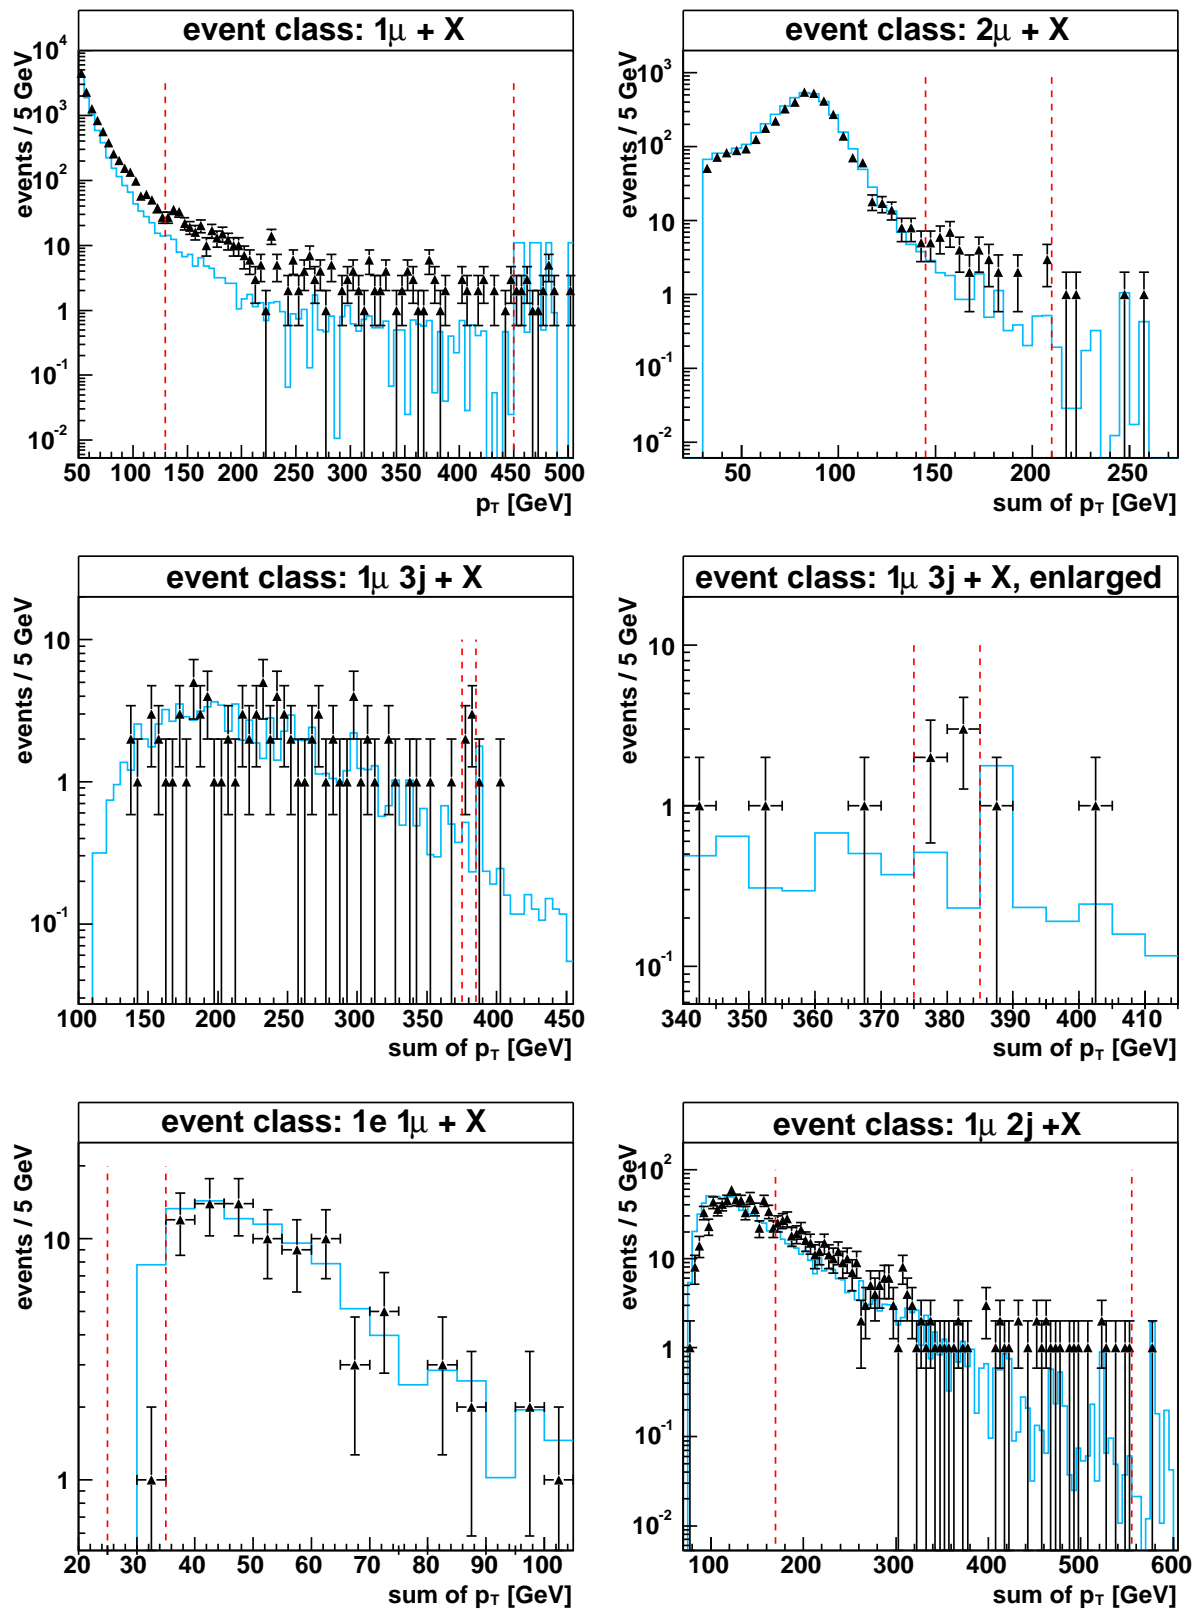 event class: 1μ + X
events / 5 GeV
10⁴
10³
10²
10
1
10⁻¹
10⁻²
50 100 150 200 250 300 350 400 450 500
p_T [GeV]
event class: 2μ + X
events / 5 GeV
10³
10²
10
1
10⁻¹
10⁻²
50 100 150 200 250
sum of p_T [GeV]
event class: 1μ 3j + X
events / 5 GeV
10
1
10⁻¹
100 150 200 250 300 350 400 450
sum of p_T [GeV]
event class: 1μ 3j + X, enlarged
events / 5 GeV
10
1
10⁻¹
340 350 360 370 380 390 400 410
sum of p_T [GeV]
event class: 1e 1μ + X
events / 5 GeV
10
1
20 30 40 50 60 70 80 90 100
sum of p_T [GeV]
event class: 1μ 2j +X
events / 5 GeV
10²
10
1
10⁻¹
10⁻²
100 200 300 400 500 600
sum of p_T [GeV]